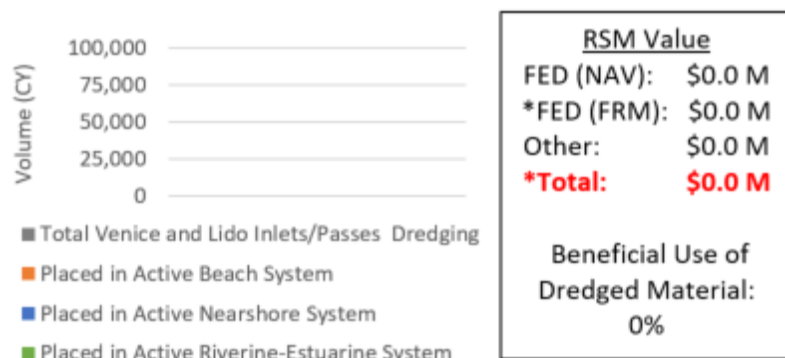 Volume (CY)
100,000
75,000
50,000
25,000
0
Total Venice and Lido Inlets/Passes Dredging
Placed in Active Beach System
Placed in Active Nearshore System
Placed in Active Riverine-Estuarine System
RSM Value
FED (NAV): $0.0 M
*FED (FRM): $0.0 M
Other: $0.0 M
*Total: $0.0 M
Beneficial Use of
Dredged Material:
0%